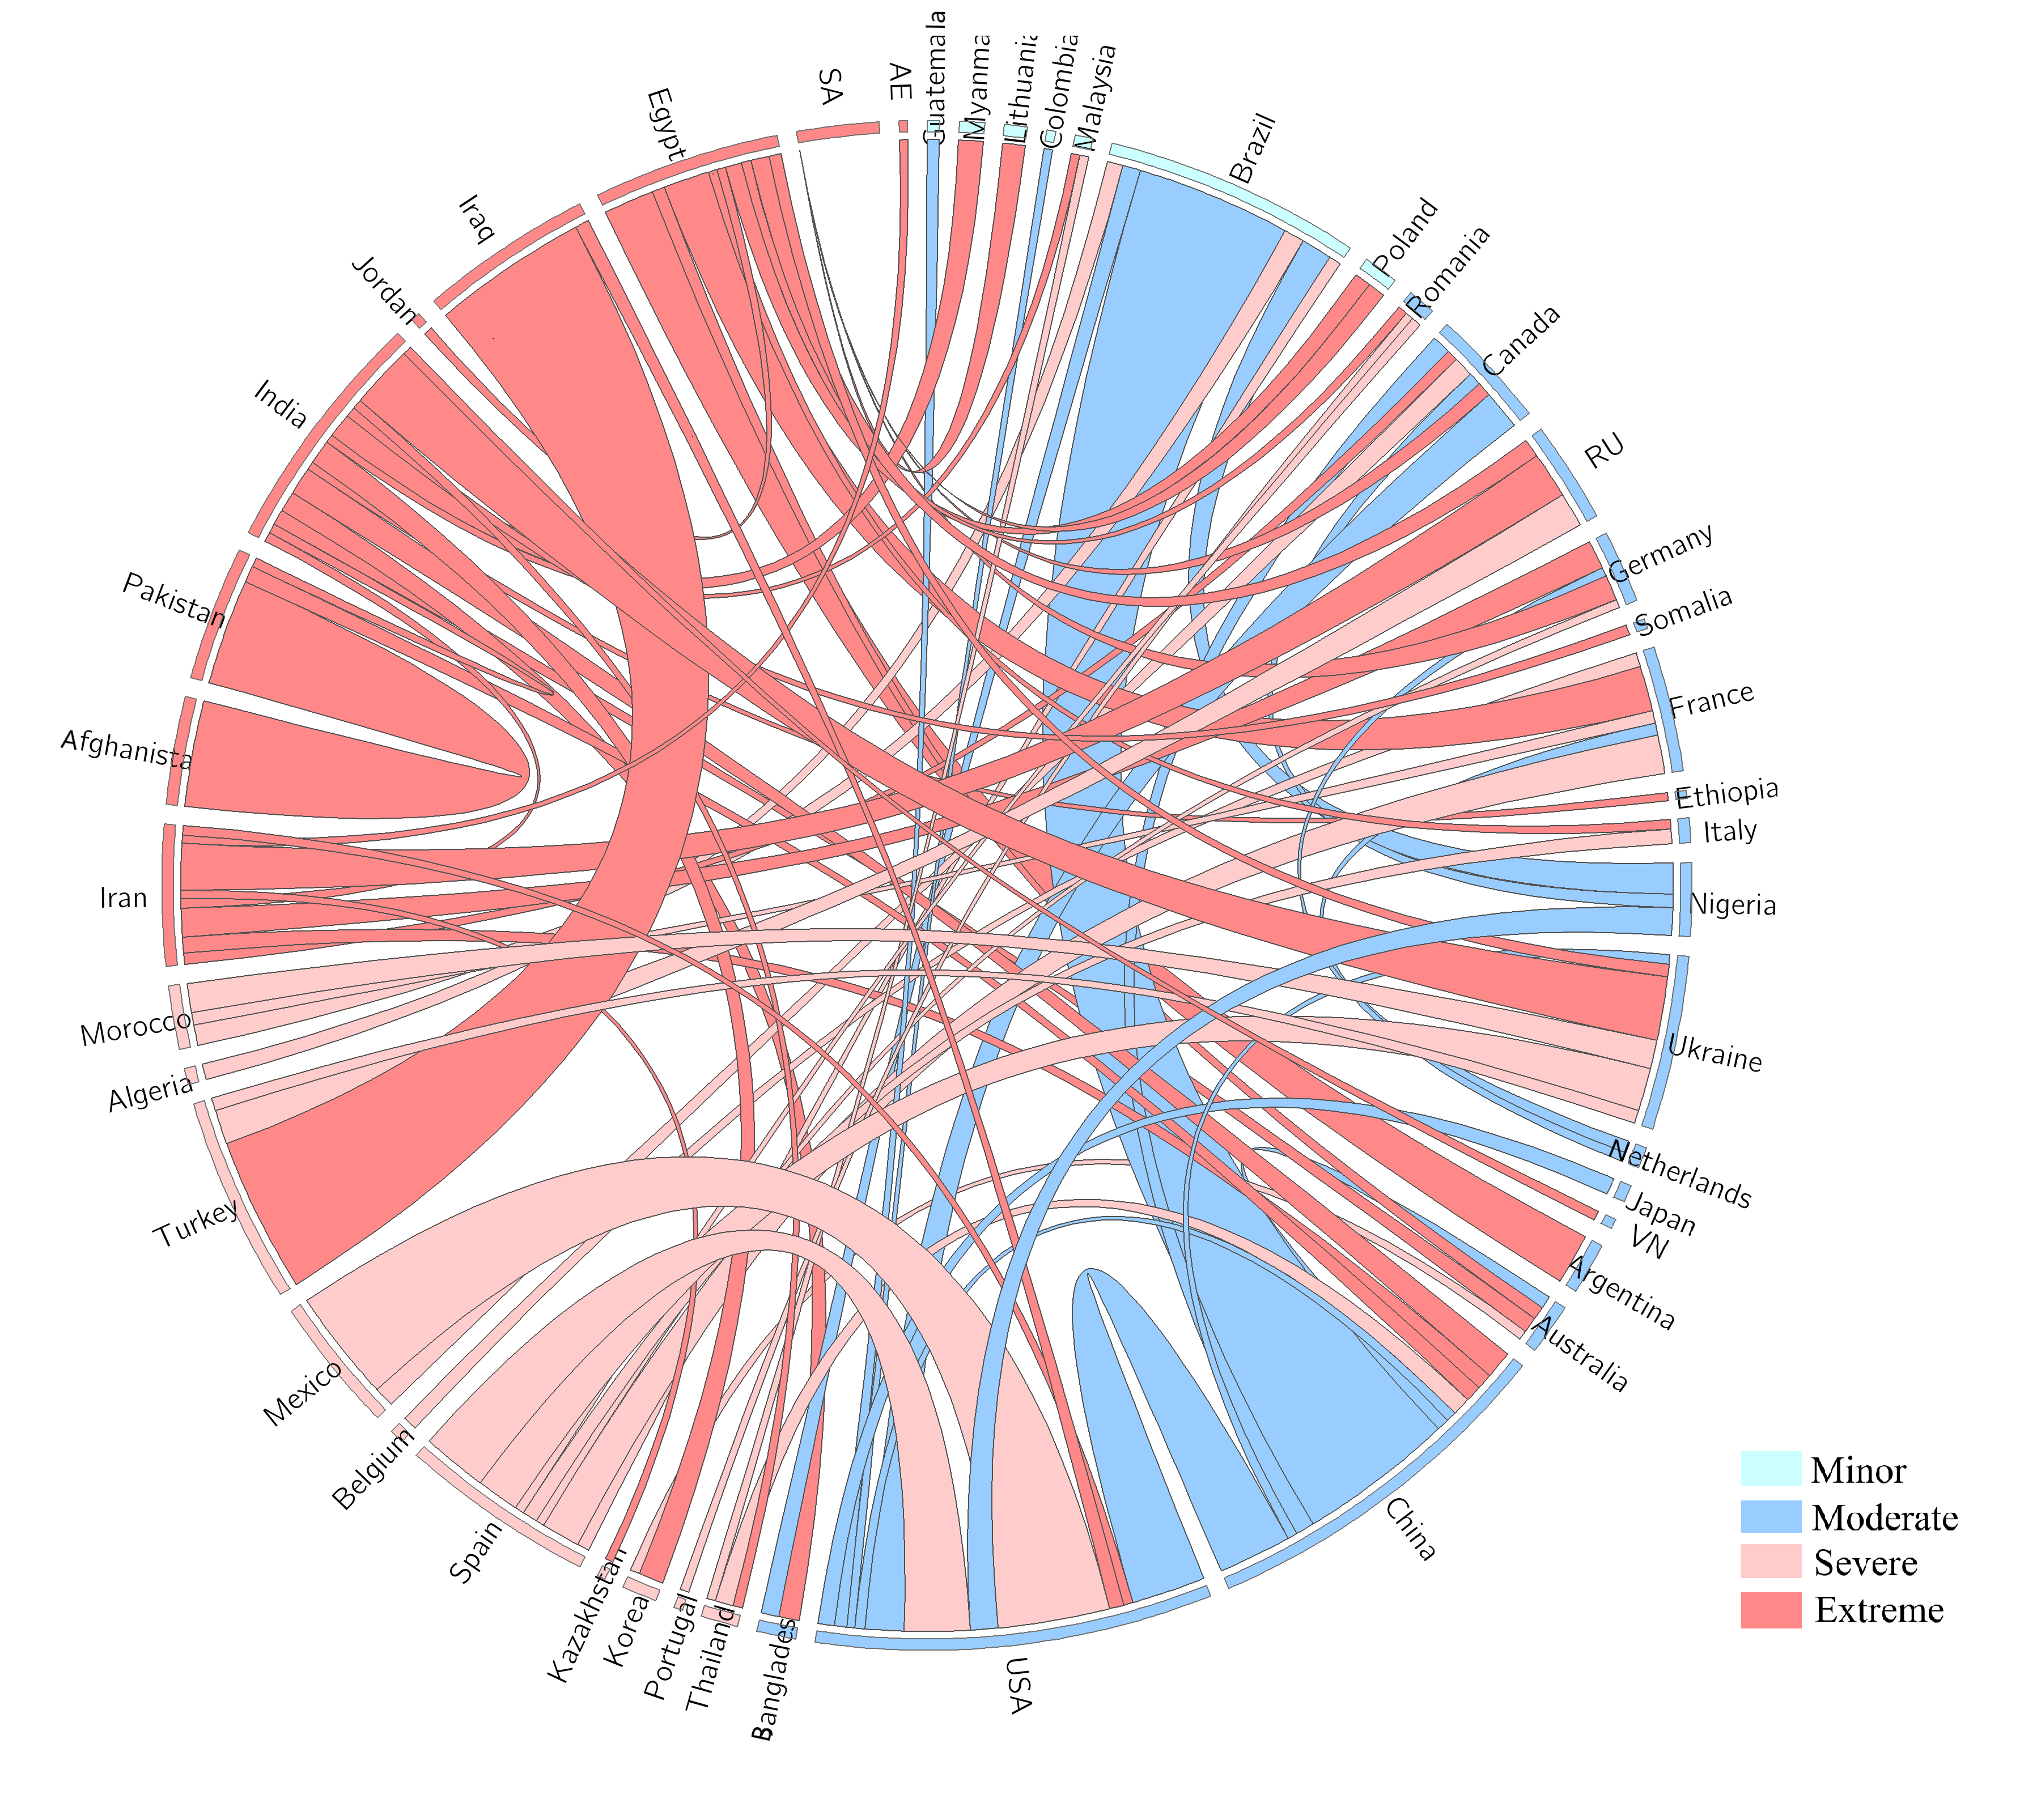 Guatemala
Myanma
Lithuania
Colombia
Malaysia
Brazil
Poland
Romania
Canada
RU
Germany
Somalia
France
Ethiopia
Italy
Nigeria
Ukraine
Netherlands
Japan
VN
Argentina
Australia
China
USA
Banglades
Thailand
Portugal
Korea
Kazakhstan
Spain
Belgium
Mexico
Turkey
Algeria
Morocco
Iran
Afghanista
Pakistan
India
Jordan
Iraq
Egypt
SA
AE
Minor
Moderate
Severe
Extreme